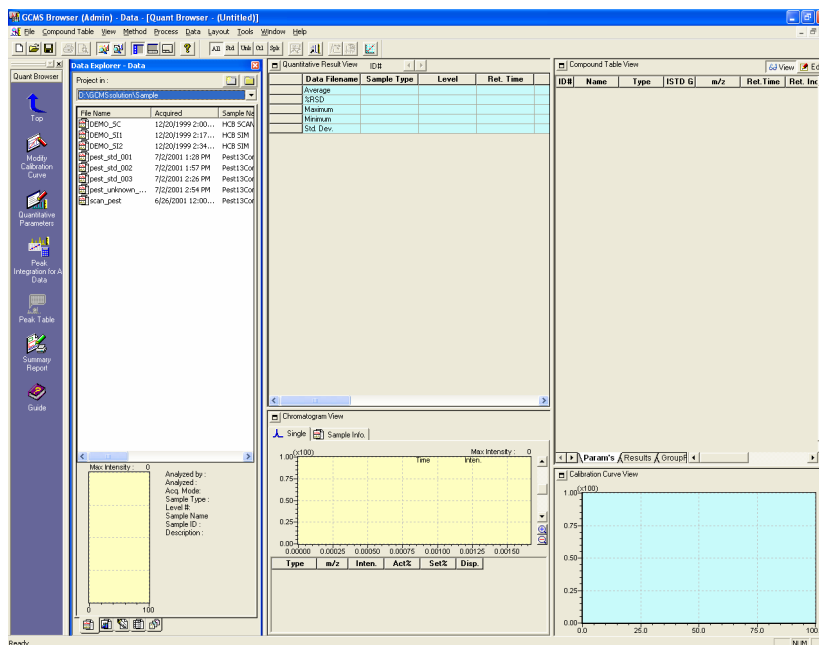 GCMS Browser (Admin) - Data - [Quant Browser - (Untitled)]
File Compound Table View Method Process Data Layout Tools Window Help
All Std Unk Ctl Spk
Quant Browser
Top
Modify
Calibration
Curve
Quantitative
Parameters
Peak
Integration for A
Data
Peak Table
Summary
Report
Guide
Data Explorer - Data
Project in :
D:\GCMSsolution\Sample
File Name Acquired Sample Na
DEMO_SC 12/20/1999 2:00... HCB SCAN
DEMO_SI1 12/20/1999 2:17... HCB SIM
DEMO_SI2 12/20/1999 2:34... HCB SIM
pest_std_001 7/2/2001 1:28 PM Pest13Cor
pest_std_002 7/2/2001 1:57 PM Pest13Cor
pest_std_003 7/2/2001 2:26 PM Pest13Cor
pest_unknown_... 7/2/2001 2:54 PM Pest13Cor
scan_pest 6/26/2001 12:00... Pest13Cor
Max Intensity : 0
0 100
Analyzed by :
Analyzed :
Acq. Mode:
Sample Type :
Level #:
Sample Name
Sample ID :
Description :
Quantitative Result View ID#
Data Filename Sample Type Level Ret. Time
Average
%RSD
Maximum
Minimum
Std. Dev.
Chromatogram View
Single Sample Info.
(x100) Max Intensity : 0
Time Inten.
1.00
0.75
0.50
0.25
0.00
0.00000 0.00025 0.00050 0.00075 0.00100 0.00125 0.00150
Type m/z Inten. Act% Set% Disp.
Compound Table View View Ed
ID# Name Type ISTD G m/z Ret.Time Ret. Inc
Param's Results GroupF
Calibration Curve View
(x100)
1.00
0.75
0.50
0.25
0.00
0.0 25.0 50.0 75.0 100
Ready NUM